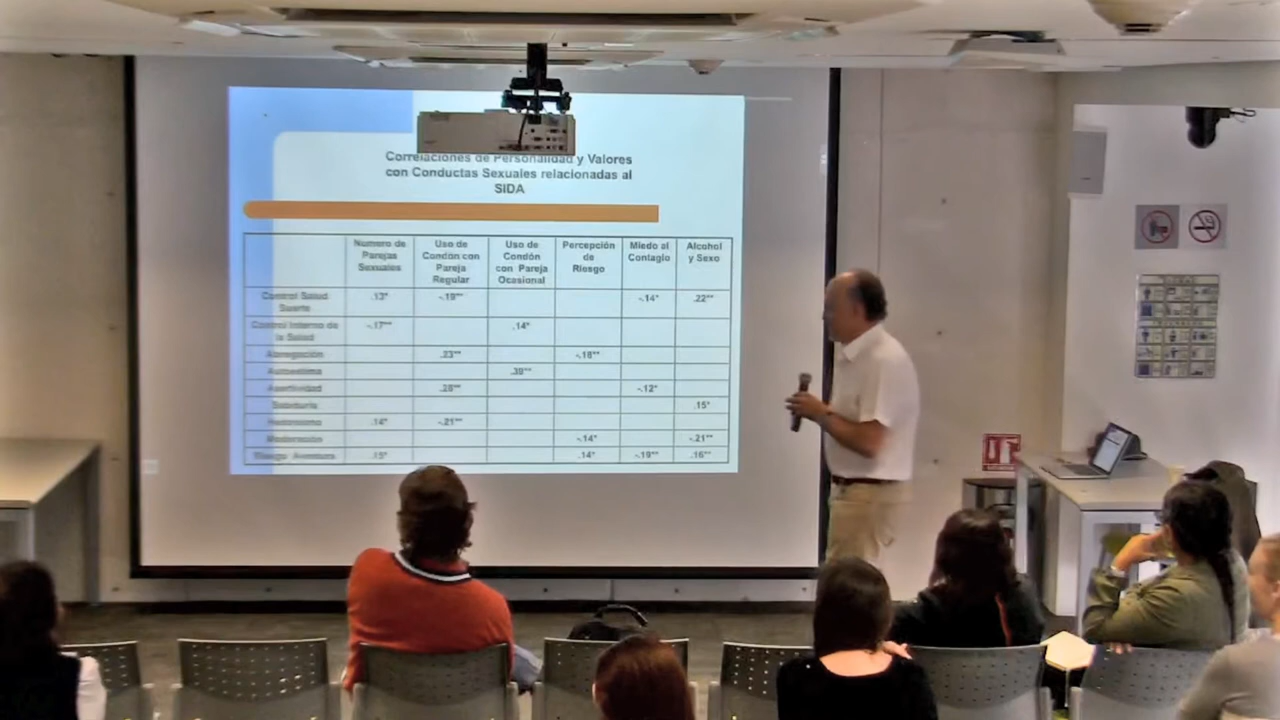 Correlaciones de Personalidad y Valores
con Conductas Sexuales relacionadas al
SIDA
Numero de Parejas Sexuales
Uso de Condón con Pareja Regular
Uso de Condón con Pareja Ocasional
Percepción de Riesgo
Miedo al Contagio
Alcohol y Sexo
Control Salud Suerte .13* -.19** -.14* .22**
Control Interno de la Salud -.17** .14*
Abnegación .23** -.18**
Autoestima .39**
Asertividad .28** -.12*
Sabiduría .15*
Hedonismo .14* -.21**
Moderación -.14* -.21**
Riesgo Aventura .15* .14* -.19** .16**